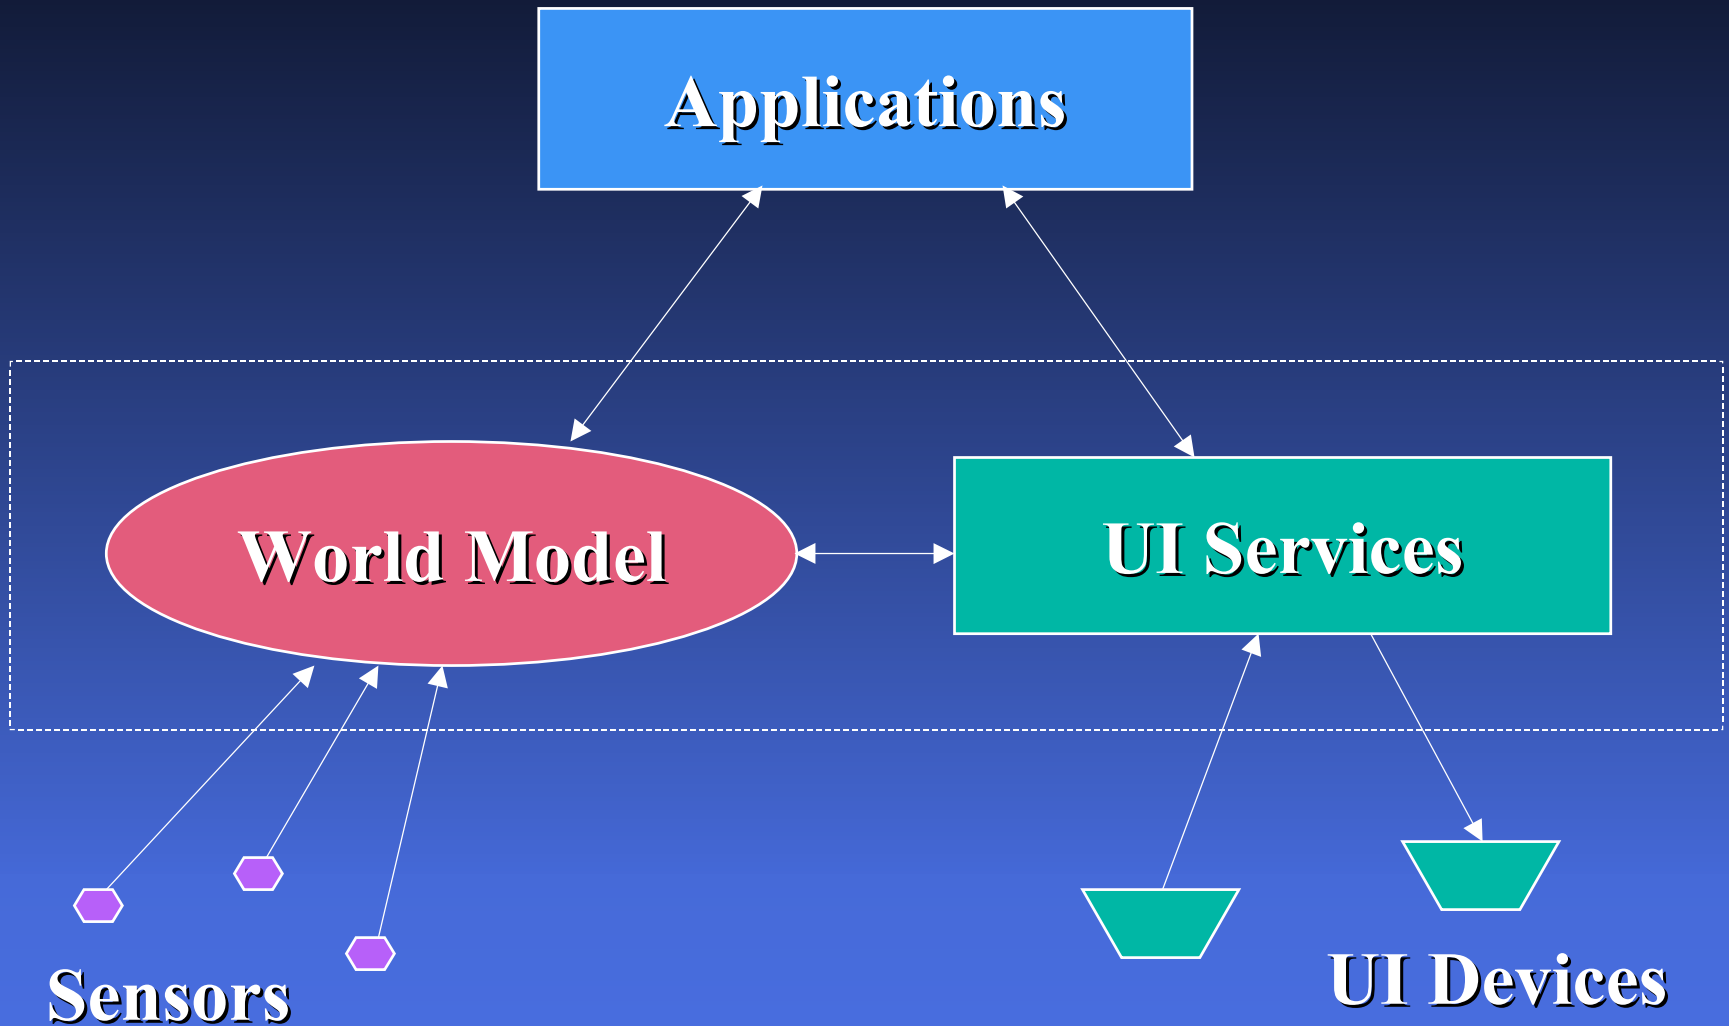 Applications
World Model
UI Services
Sensors
UI Devices